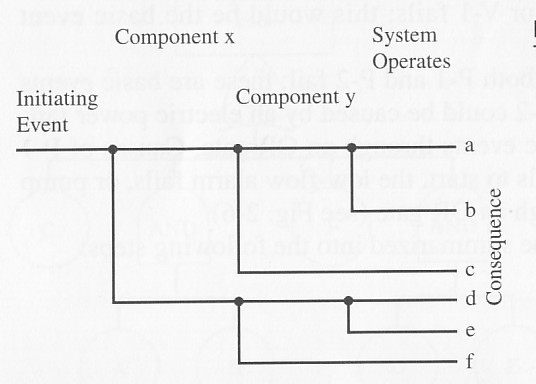 Component x
System
Operates
Initiating
Event
Component y
a
b
c
d
e
f
Consequence